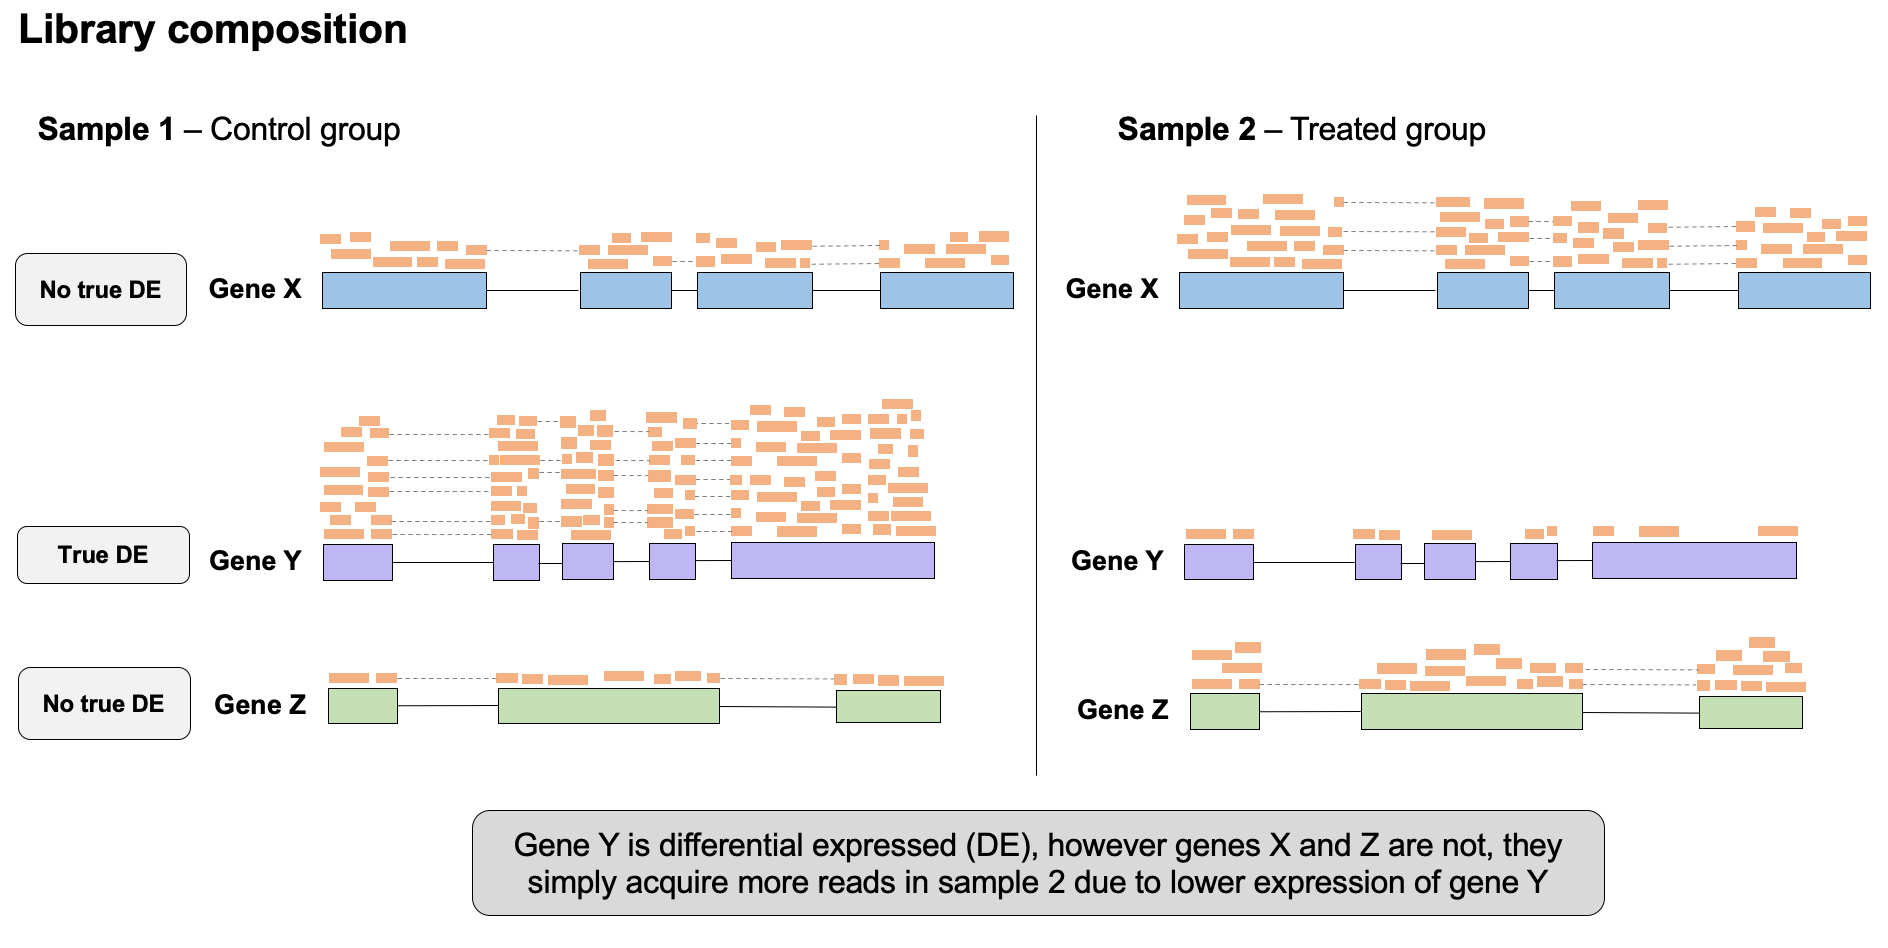 Library composition
Sample 1 – Control group
Sample 2 – Treated group
No true DE
Gene X
Gene X
True DE
Gene Y
Gene Y
No true DE
Gene Z
Gene Z
Gene Y is differential expressed (DE), however genes X and Z are not, they
simply acquire more reads in sample 2 due to lower expression of gene Y